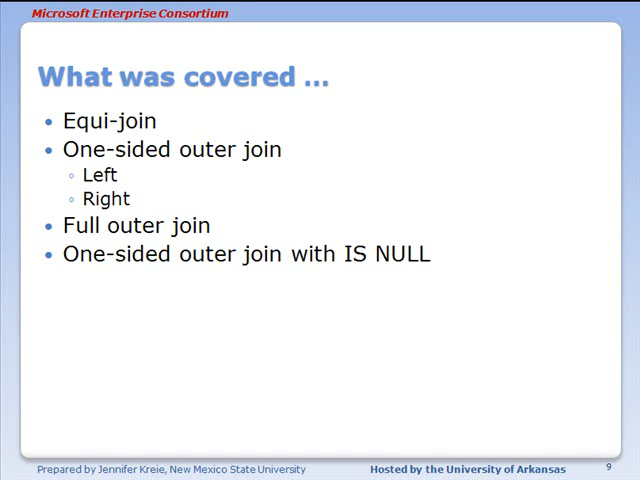 Microsoft Enterprise Consortium
What was covered ...
• Equi-join
• One-sided outer join
◦ Left
◦ Right
• Full outer join
• One-sided outer join with IS NULL
Prepared by Jennifer Kreie, New Mexico State University Hosted by the University of Arkansas 9